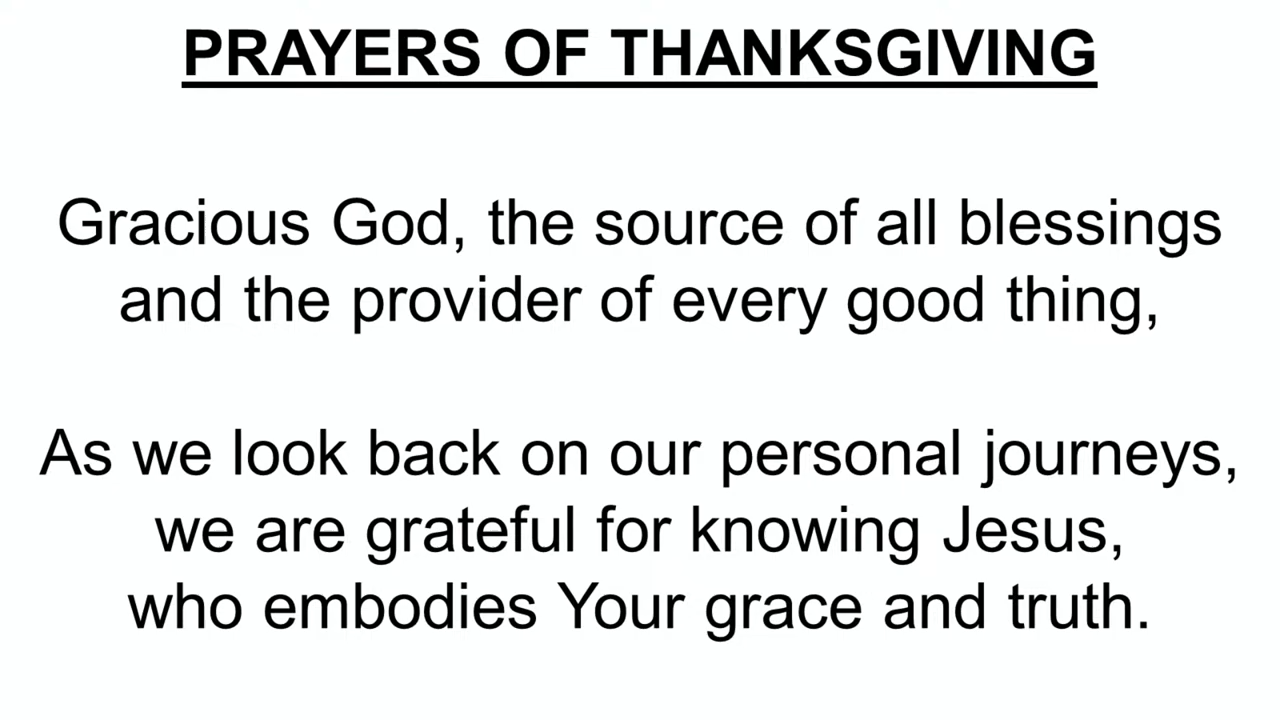 PRAYERS OF THANKSGIVING
Gracious God, the source of all blessings
and the provider of every good thing,
As we look back on our personal journeys,
we are grateful for knowing Jesus,
who embodies Your grace and truth.